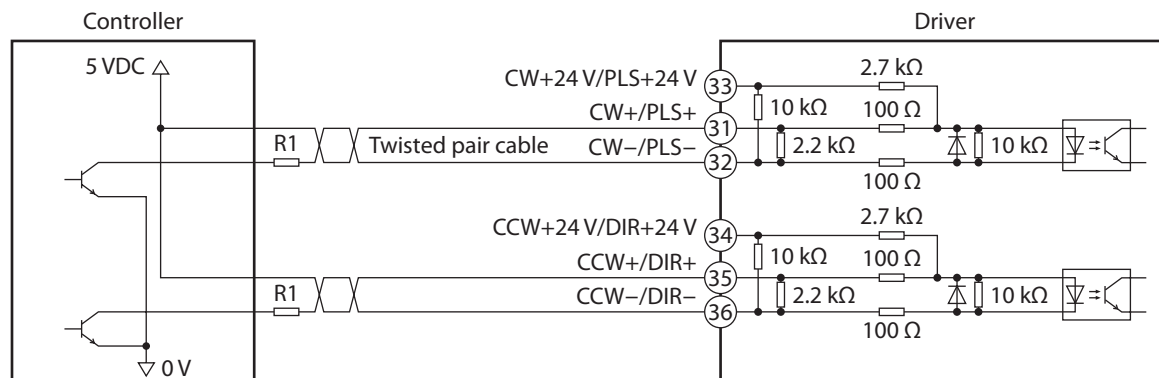 Controller
Driver
5 VDC
CW+24 V/PLS+24 V
33
2.7 kΩ
10 kΩ
CW+/PLS+
31
100 Ω
R1
Twisted pair cable
CW−/PLS−
32
2.2 kΩ
10 kΩ
100 Ω
CCW+24 V/DIR+24 V
34
2.7 kΩ
10 kΩ
CCW+/DIR+
35
100 Ω
R1
CCW−/DIR−
36
2.2 kΩ
10 kΩ
100 Ω
0 V